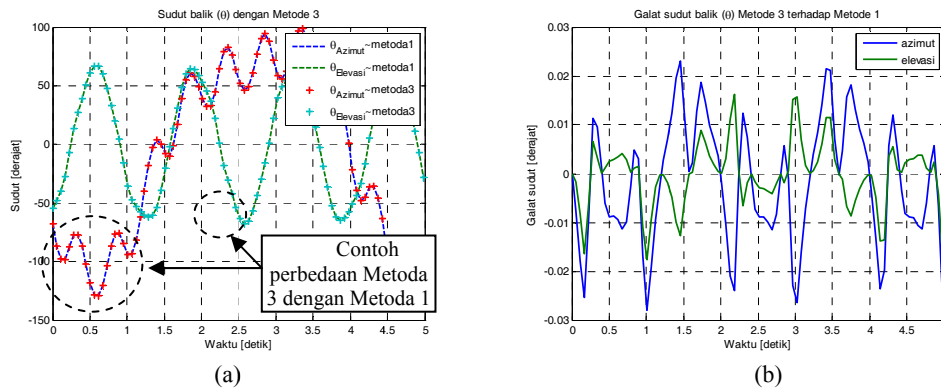 Sudut balik (θ) dengan Metode 3
Sudut [derajat]
100
50
0
-50
-100
-150
0
0.5
1
1.5
2
2.5
3
3.5
4
4.5
5
Waktu [detik]
θAzimut~metoda1
θElevasi~metoda1
θAzimut~metoda3
θElevasi~metoda3
Contoh
perbedaan Metoda
3 dengan Metoda 1
(a)
Galat sudut balik (θ) Metode 3 terhadap Metode 1
Galat sudut [derajat]
0.03
0.02
0.01
0
-0.01
-0.02
-0.03
0
0.5
1
1.5
2
2.5
3
3.5
4
4.5
Waktu [detik]
azimut
elevasi
(b)